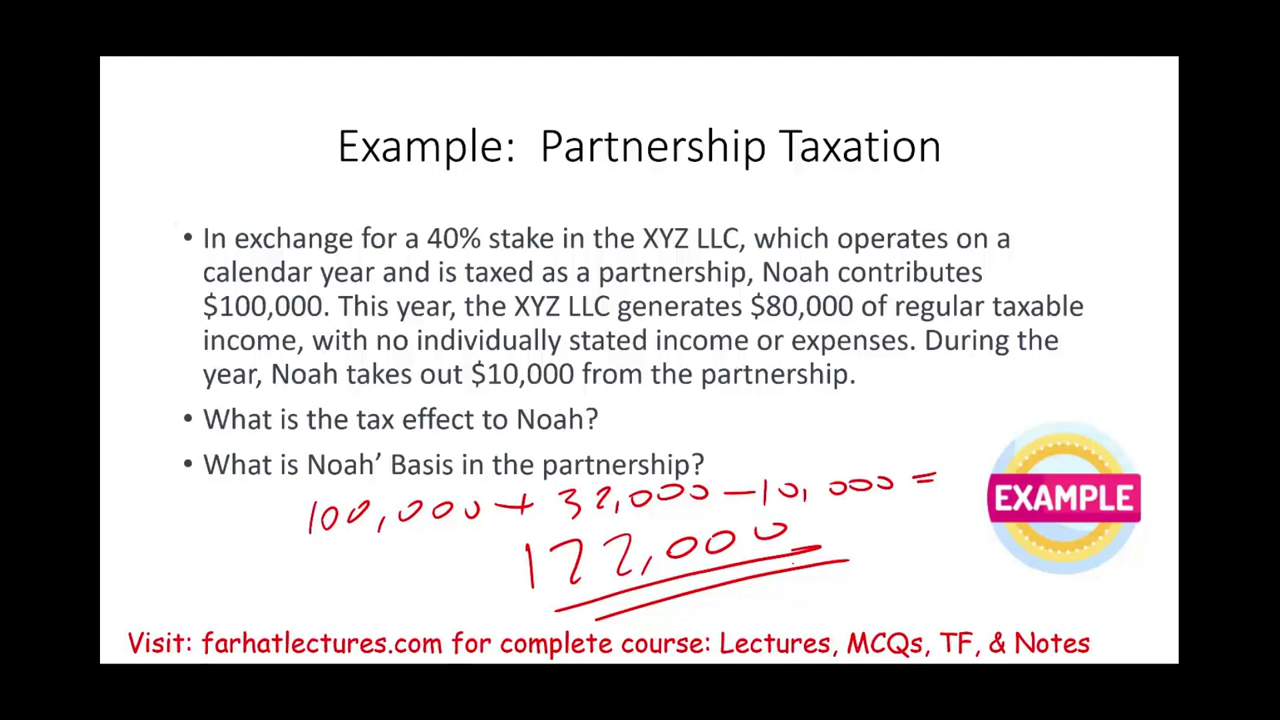 Example: Partnership Taxation
• In exchange for a 40% stake in the XYZ LLC, which operates on a
calendar year and is taxed as a partnership, Noah contributes
$100,000. This year, the XYZ LLC generates $80,000 of regular taxable
income, with no individually stated income or expenses. During the
year, Noah takes out $10,000 from the partnership.
• What is the tax effect to Noah?
• What is Noah’ Basis in the partnership?
100,000 + 32,000 – 10,000 =
122,000
EXAMPLE
Visit: farhatlectures.com for complete course: Lectures, MCQs, TF, & Notes